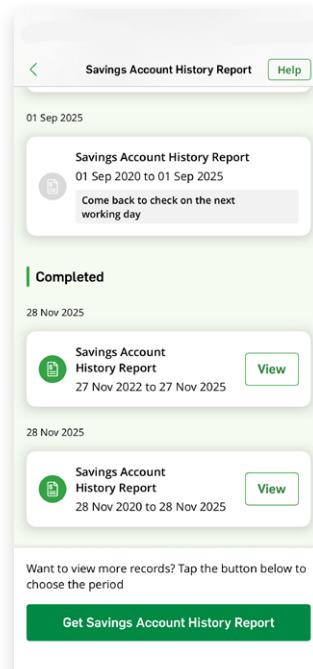 Savings Account History Report
Help
01 Sep 2025
Savings Account History Report
01 Sep 2020 to 01 Sep 2025
Come back to check on the next
working day
Completed
28 Nov 2025
Savings Account
History Report
27 Nov 2022 to 27 Nov 2025
View
28 Nov 2025
Savings Account
History Report
28 Nov 2020 to 28 Nov 2025
View
Want to view more records? Tap the button below to
choose the period
Get Savings Account History Report